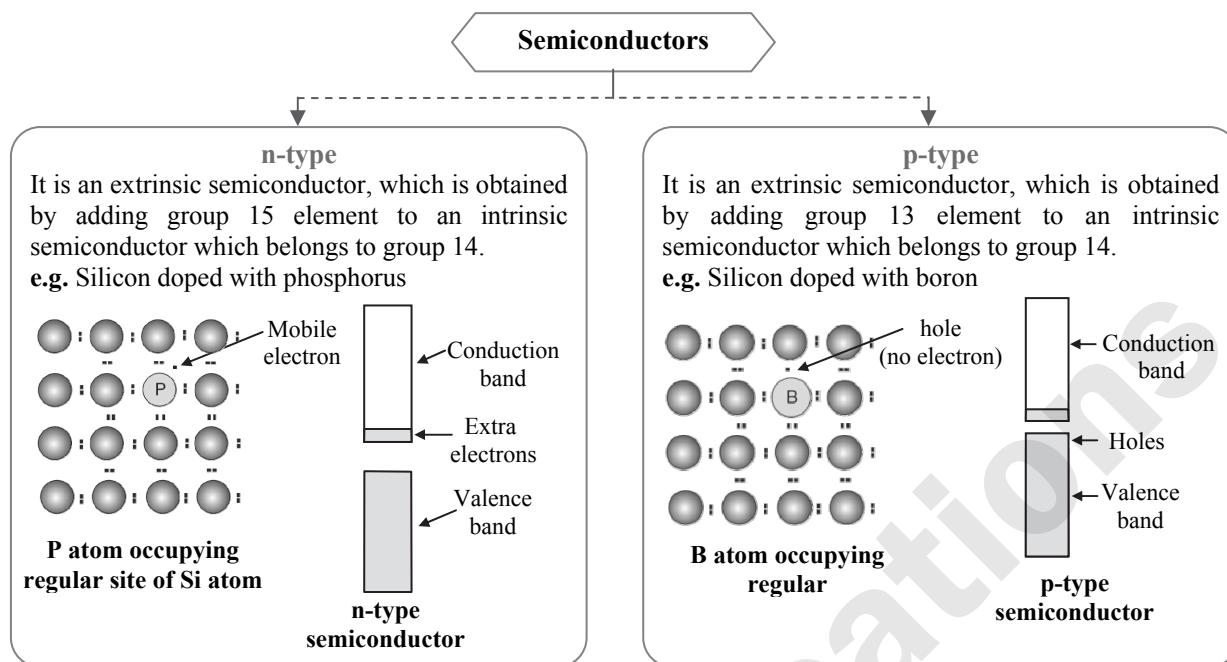 Semiconductors
n-type
It is an extrinsic semiconductor, which is obtained
by adding group 15 element to an intrinsic
semiconductor which belongs to group 14.
e.g. Silicon doped with phosphorus
Mobile
electron
P
Conduction
band
Extra
electrons
Valence
band
P atom occupying
regular site of Si atom
n-type
semiconductor
p-type
It is an extrinsic semiconductor, which is obtained
by adding group 13 element to an intrinsic
semiconductor which belongs to group 14.
e.g. Silicon doped with boron
hole
(no electron)
B
Conduction
band
Holes
Valence
band
B atom occupying
regular
p-type
semiconductor
ations